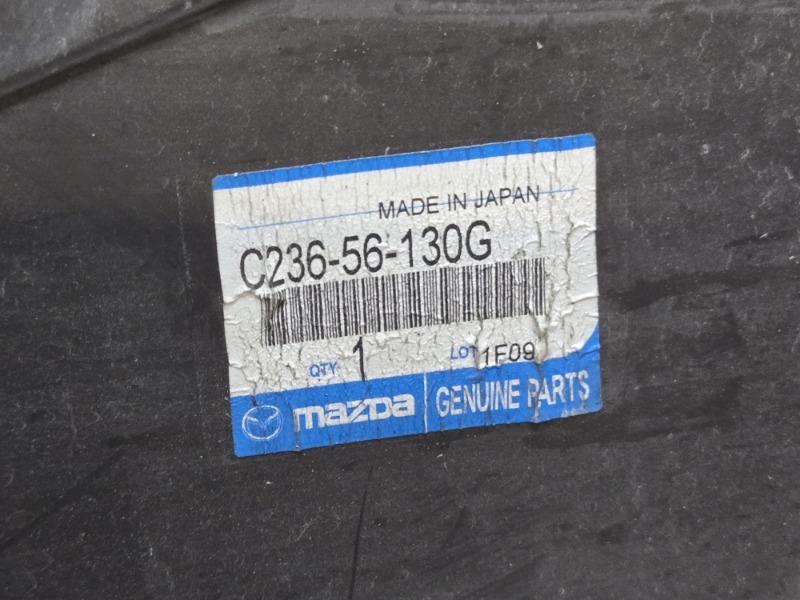 MADE IN JAPAN
C236-56-130G
QTY 1 LOT 1F09
mazda GENUINE PARTS